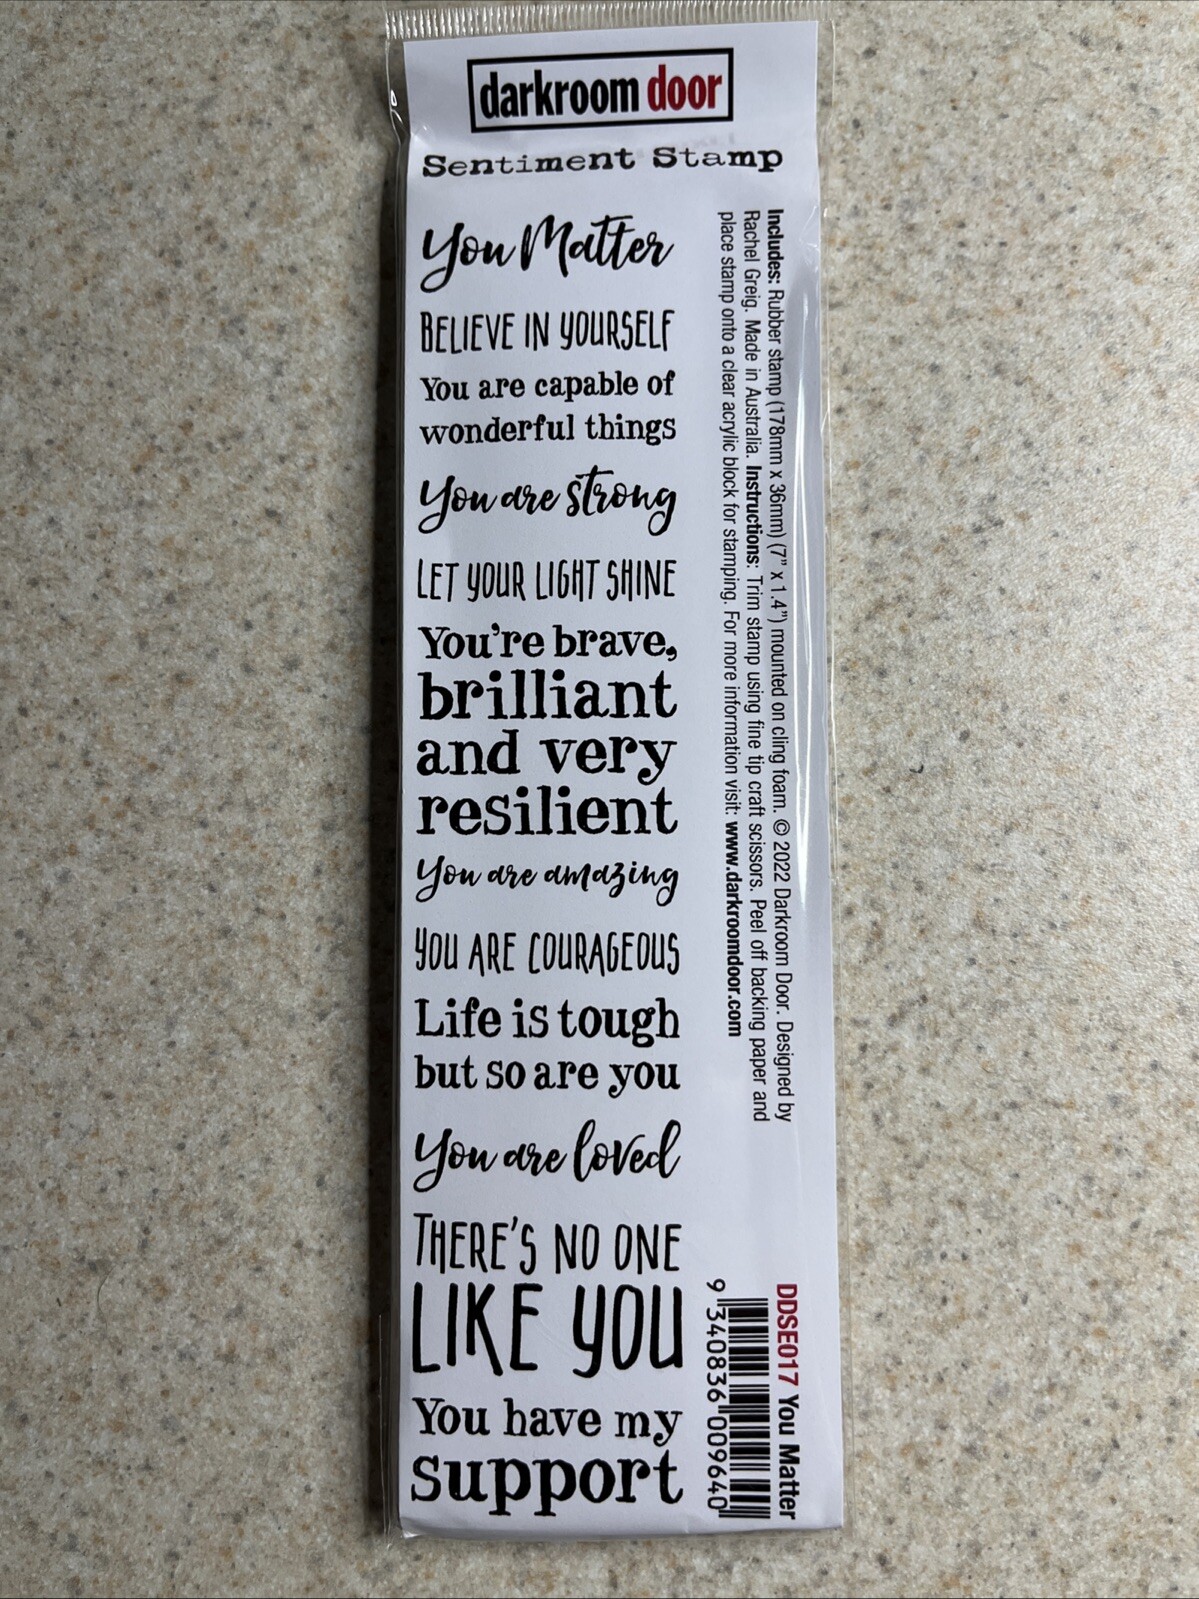 darkroom door
Sentiment Stamp
You Matter
BELIEVE IN YOURSELF
You are capable of
wonderful things
You are strong
LET YOUR LIGHT SHINE
You're brave,
brilliant
and very
resilient
You are amazing
YOU ARE COURAGEOUS
Life is tough
but so are you
You are loved
THERE'S NO ONE
LIKE YOU
You have my
support
Includes: Rubber stamp (178mm x 36mm) (7" x 1.4") mounted on cling foam. © 2022 Darkroom Door. Designed by
Rachel Greig. Made in Australia. Instructions: Trim stamp using fine tip craft scissors. Peel off backing paper and
place stamp onto a clear acrylic block for stamping. For more information visit: www.darkroomdoor.com
DDSE017 You Matter
9 340836 009640